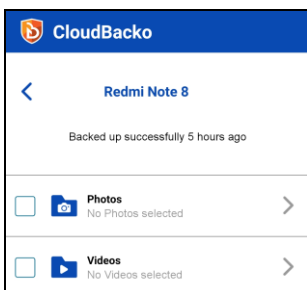 CloudBacko
Redmi Note 8
Backed up successfully 5 hours ago
Photos
No Photos selected
Videos
No Videos selected